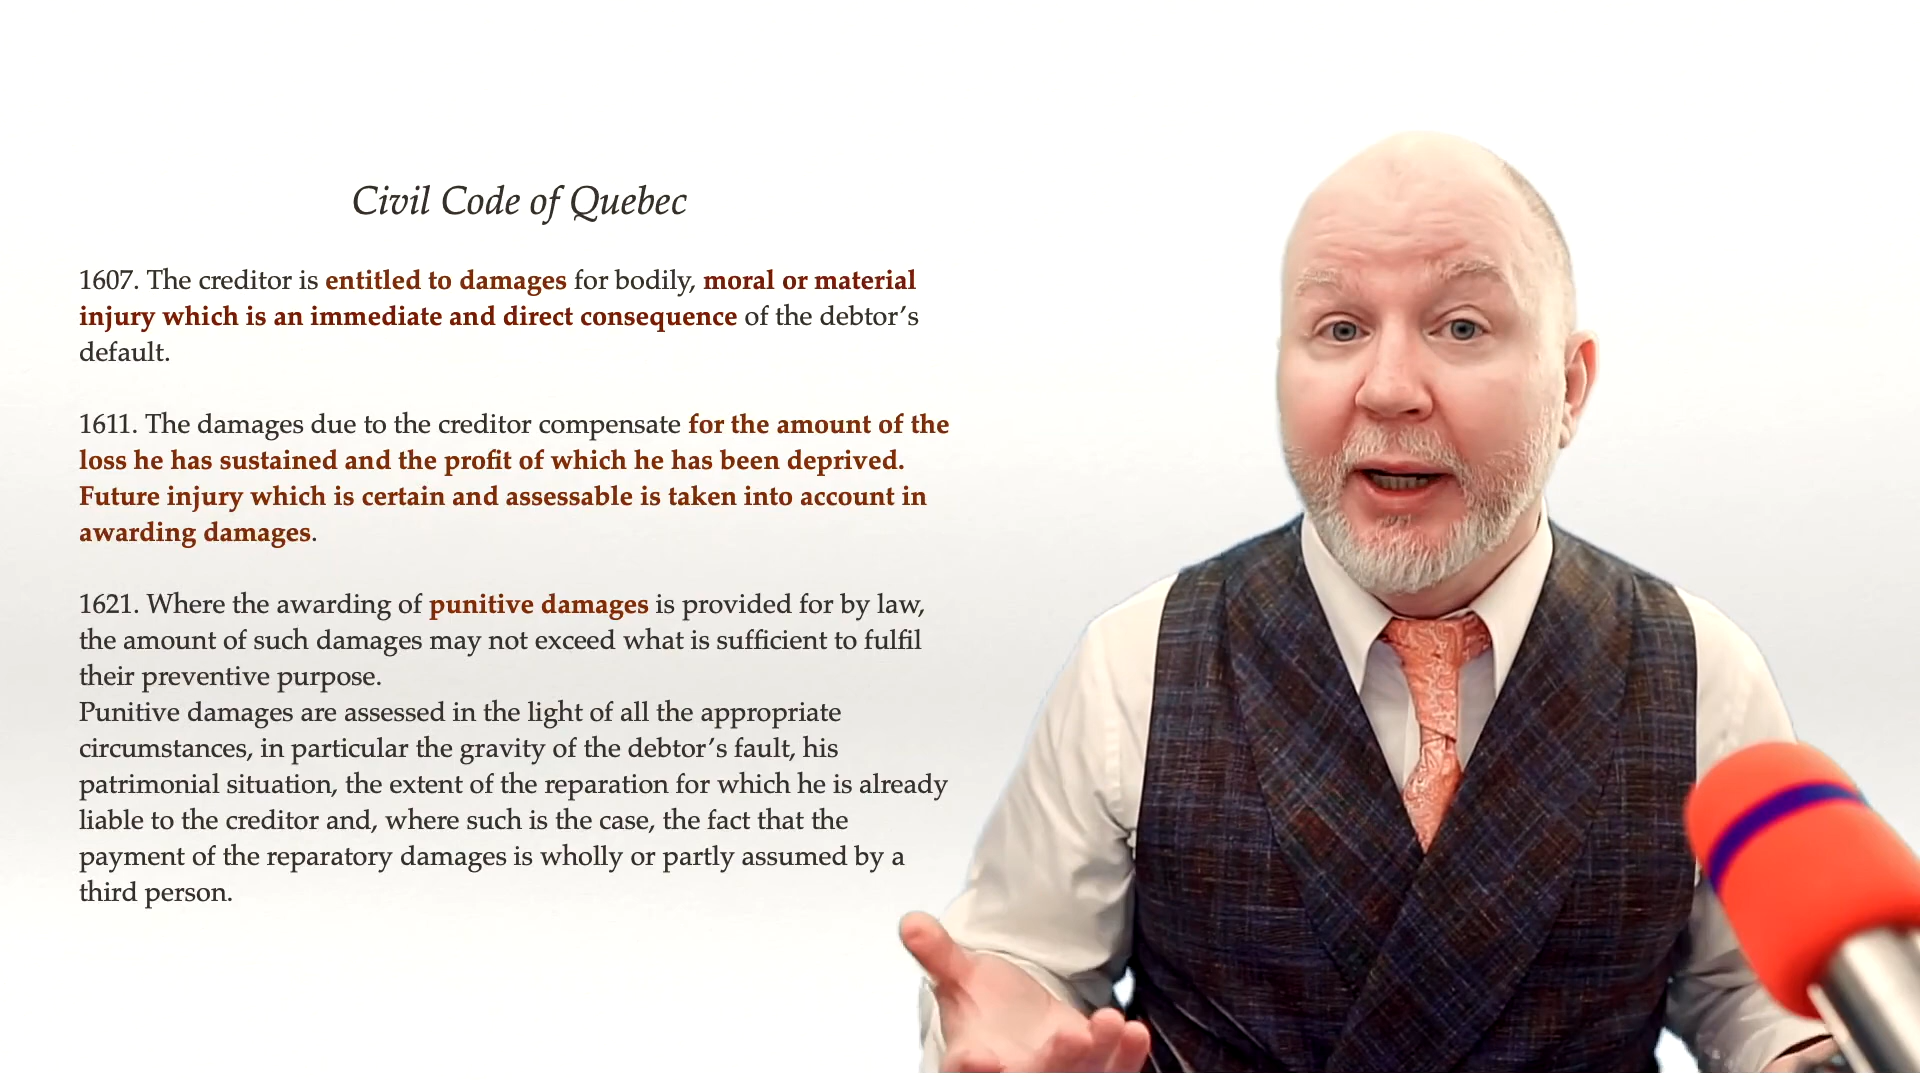 Civil Code of Quebec
1607. The creditor is entitled to damages for bodily, moral or material
injury which is an immediate and direct consequence of the debtor’s
default.
1611. The damages due to the creditor compensate for the amount of the
loss he has sustained and the profit of which he has been deprived.
Future injury which is certain and assessable is taken into account in
awarding damages.
1621. Where the awarding of punitive damages is provided for by law,
the amount of such damages may not exceed what is sufficient to fulfil
their preventive purpose.
Punitive damages are assessed in the light of all the appropriate
circumstances, in particular the gravity of the debtor’s fault, his
patrimonial situation, the extent of the reparation for which he is already
liable to the creditor and, where such is the case, the fact that the
payment of the reparatory damages is wholly or partly assumed by a
third person.